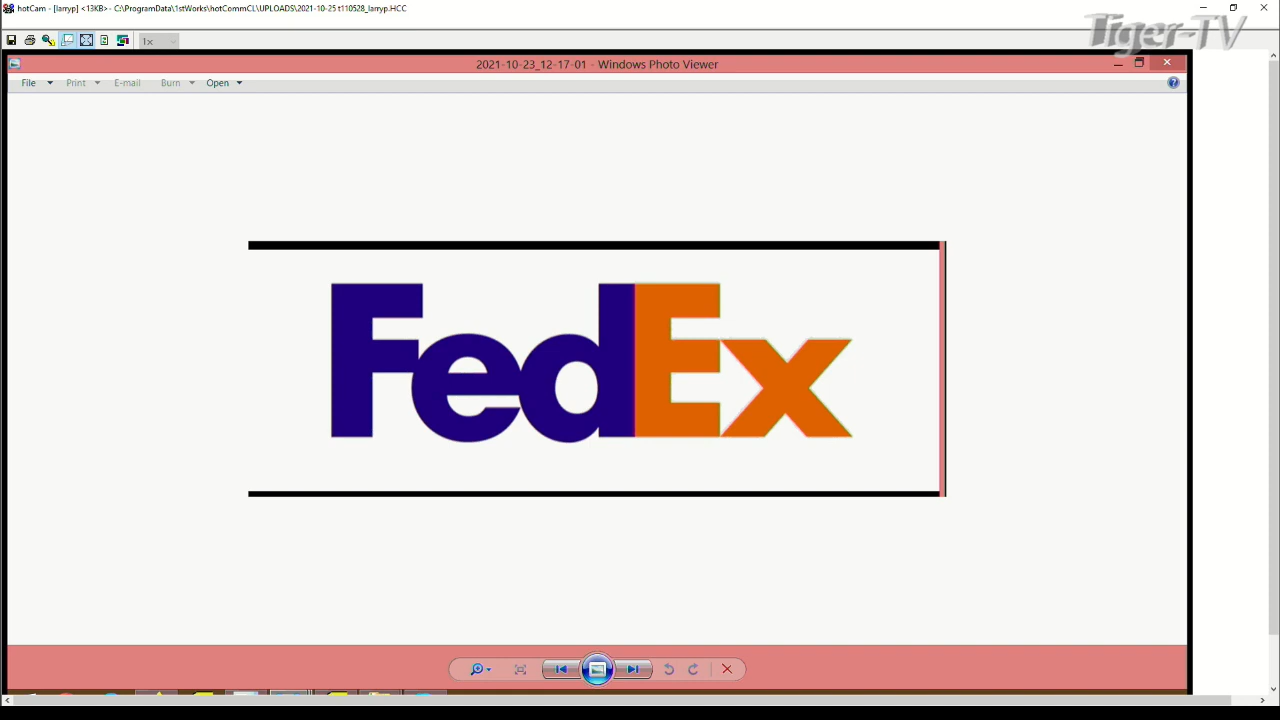 hotCam - [larryp] <13KB>- C:\ProgramData\1stWorks\hotCommCL\UPLOADS\2021-10-25 t110528_larryp.HCC
Tiger-TV
1x
2021-10-23_12-17-01 - Windows Photo Viewer
File Print E-mail Burn Open
FedEx